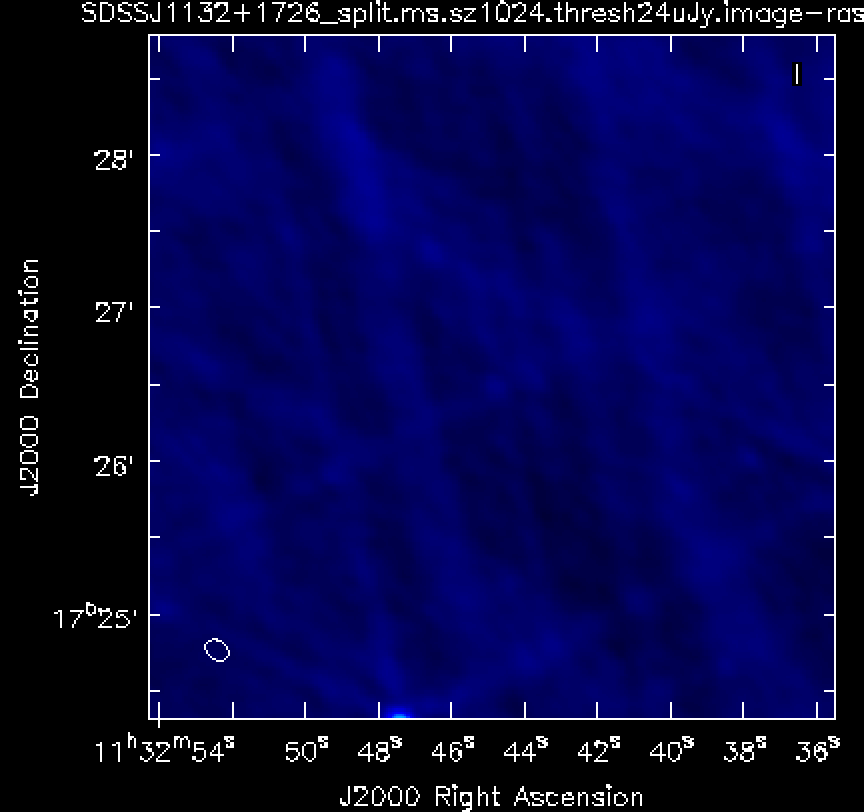 SDSSJ1132+1726_split.ms.sz1024.thresh24uJy.image-ras
I
28'
27'
26'
17°25'
J2000 Declination
11h32m54s 50s 48s 46s 44s 42s 40s 38s 36s
J2000 Right Ascension